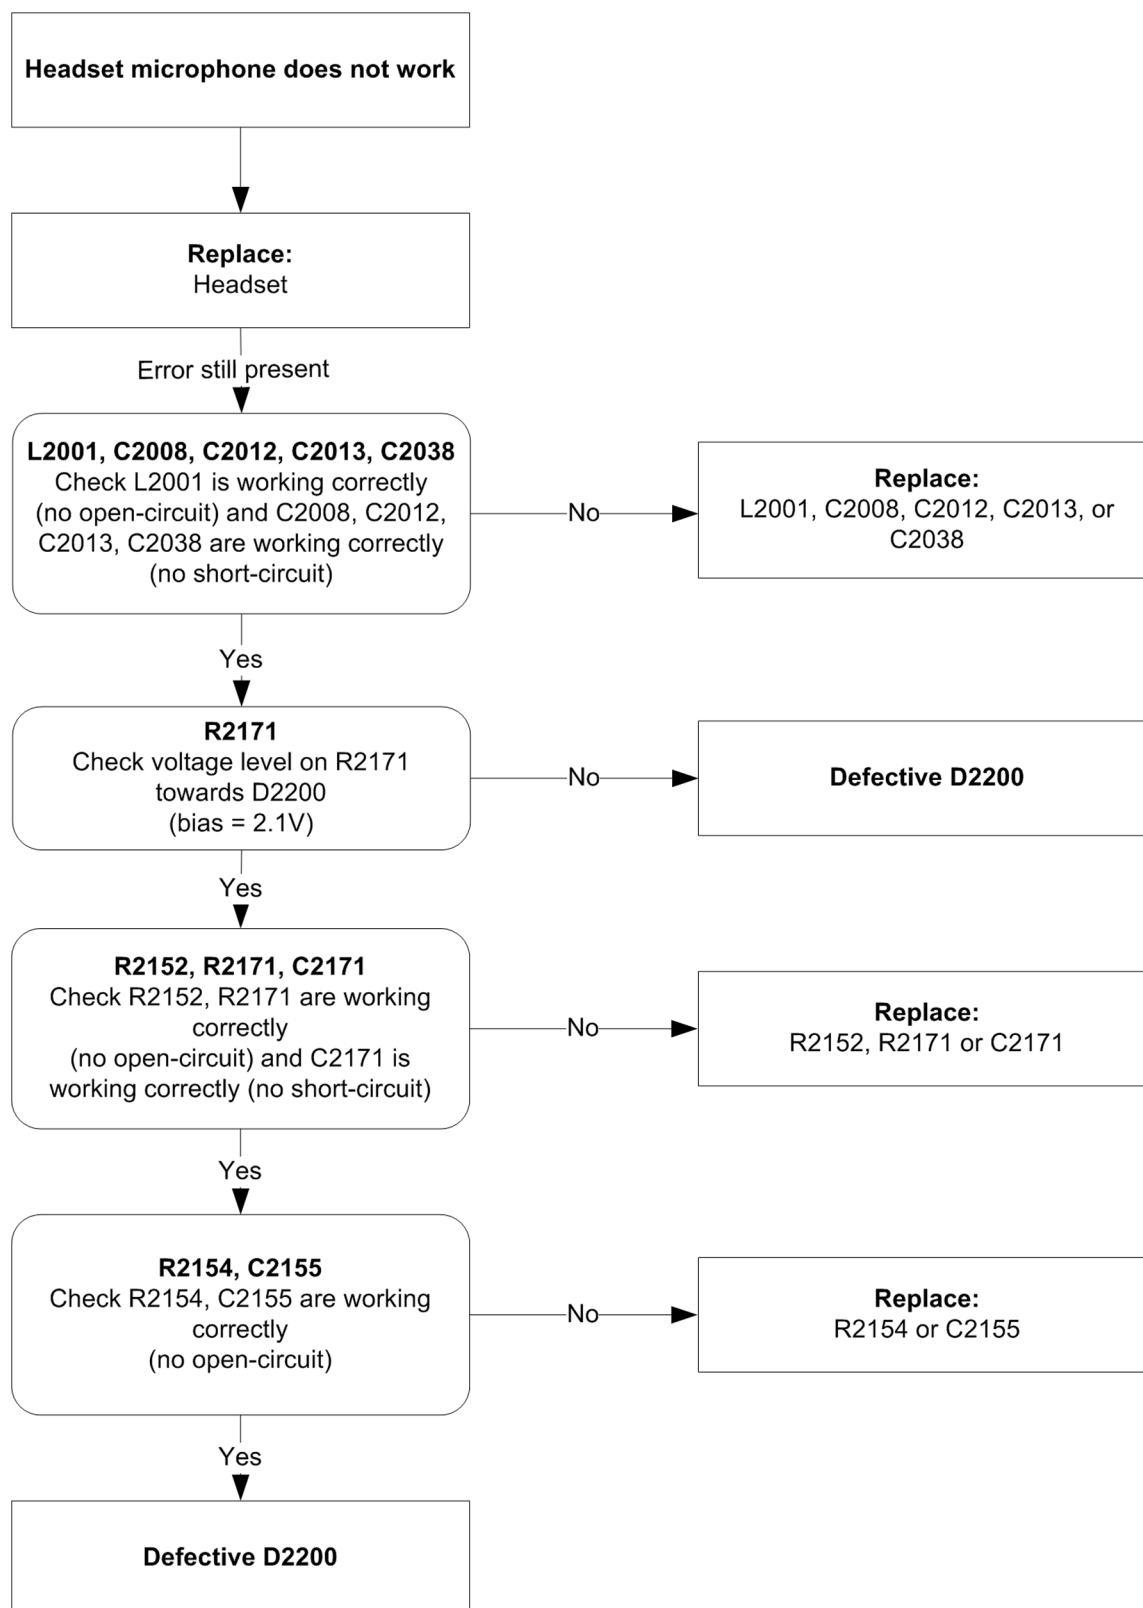 Headset microphone does not work
Replace:
Headset
Error still present
L2001, C2008, C2012, C2013, C2038
Check L2001 is working correctly
(no open-circuit) and C2008, C2012,
C2013, C2038 are working correctly
(no short-circuit)
No
Replace:
L2001, C2008, C2012, C2013, or
C2038
Yes
R2171
Check voltage level on R2171
towards D2200
(bias = 2.1V)
No
Defective D2200
Yes
R2152, R2171, C2171
Check R2152, R2171 are working
correctly
(no open-circuit) and C2171 is
working correctly (no short-circuit)
No
Replace:
R2152, R2171 or C2171
Yes
R2154, C2155
Check R2154, C2155 are working
correctly
(no open-circuit)
No
Replace:
R2154 or C2155
Yes
Defective D2200